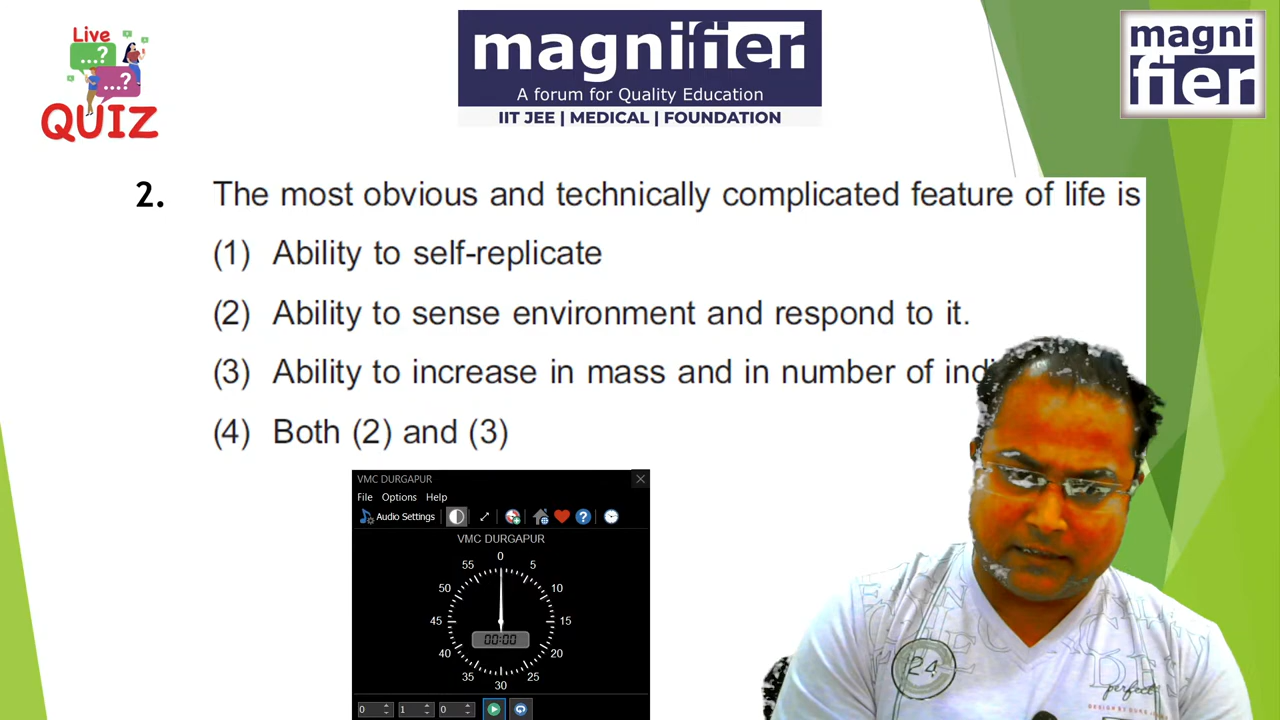 Live
...?
...?
QUIZ
magnifier
A forum for Quality Education
IIT JEE | MEDICAL | FOUNDATION
magni
fier
2. The most obvious and technically complicated feature of life is
(1) Ability to self-replicate
(2) Ability to sense environment and respond to it.
(3) Ability to increase in mass and in number of
(4) Both (2) and (3)
VMC DURGAPUR
File Options Help
Audio Settings
VMC DURGAPUR
0
55 5
50 10
45 15
00:00
40 20
35 25
30
0 1 0
24
perfect